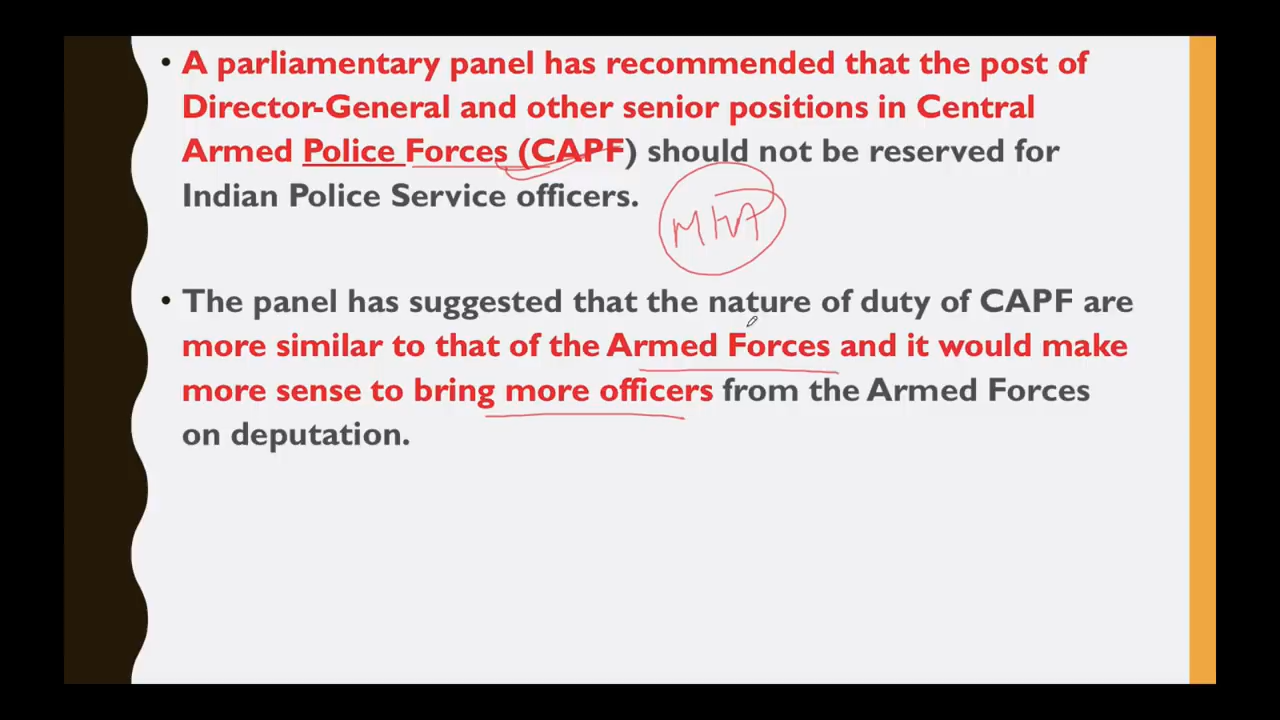 • A parliamentary panel has recommended that the post of
Director-General and other senior positions in Central
Armed Police Forces (CAPF) should not be reserved for
Indian Police Service officers.
MHA
• The panel has suggested that the nature of duty of CAPF are
more similar to that of the Armed Forces and it would make
more sense to bring more officers from the Armed Forces
on deputation.